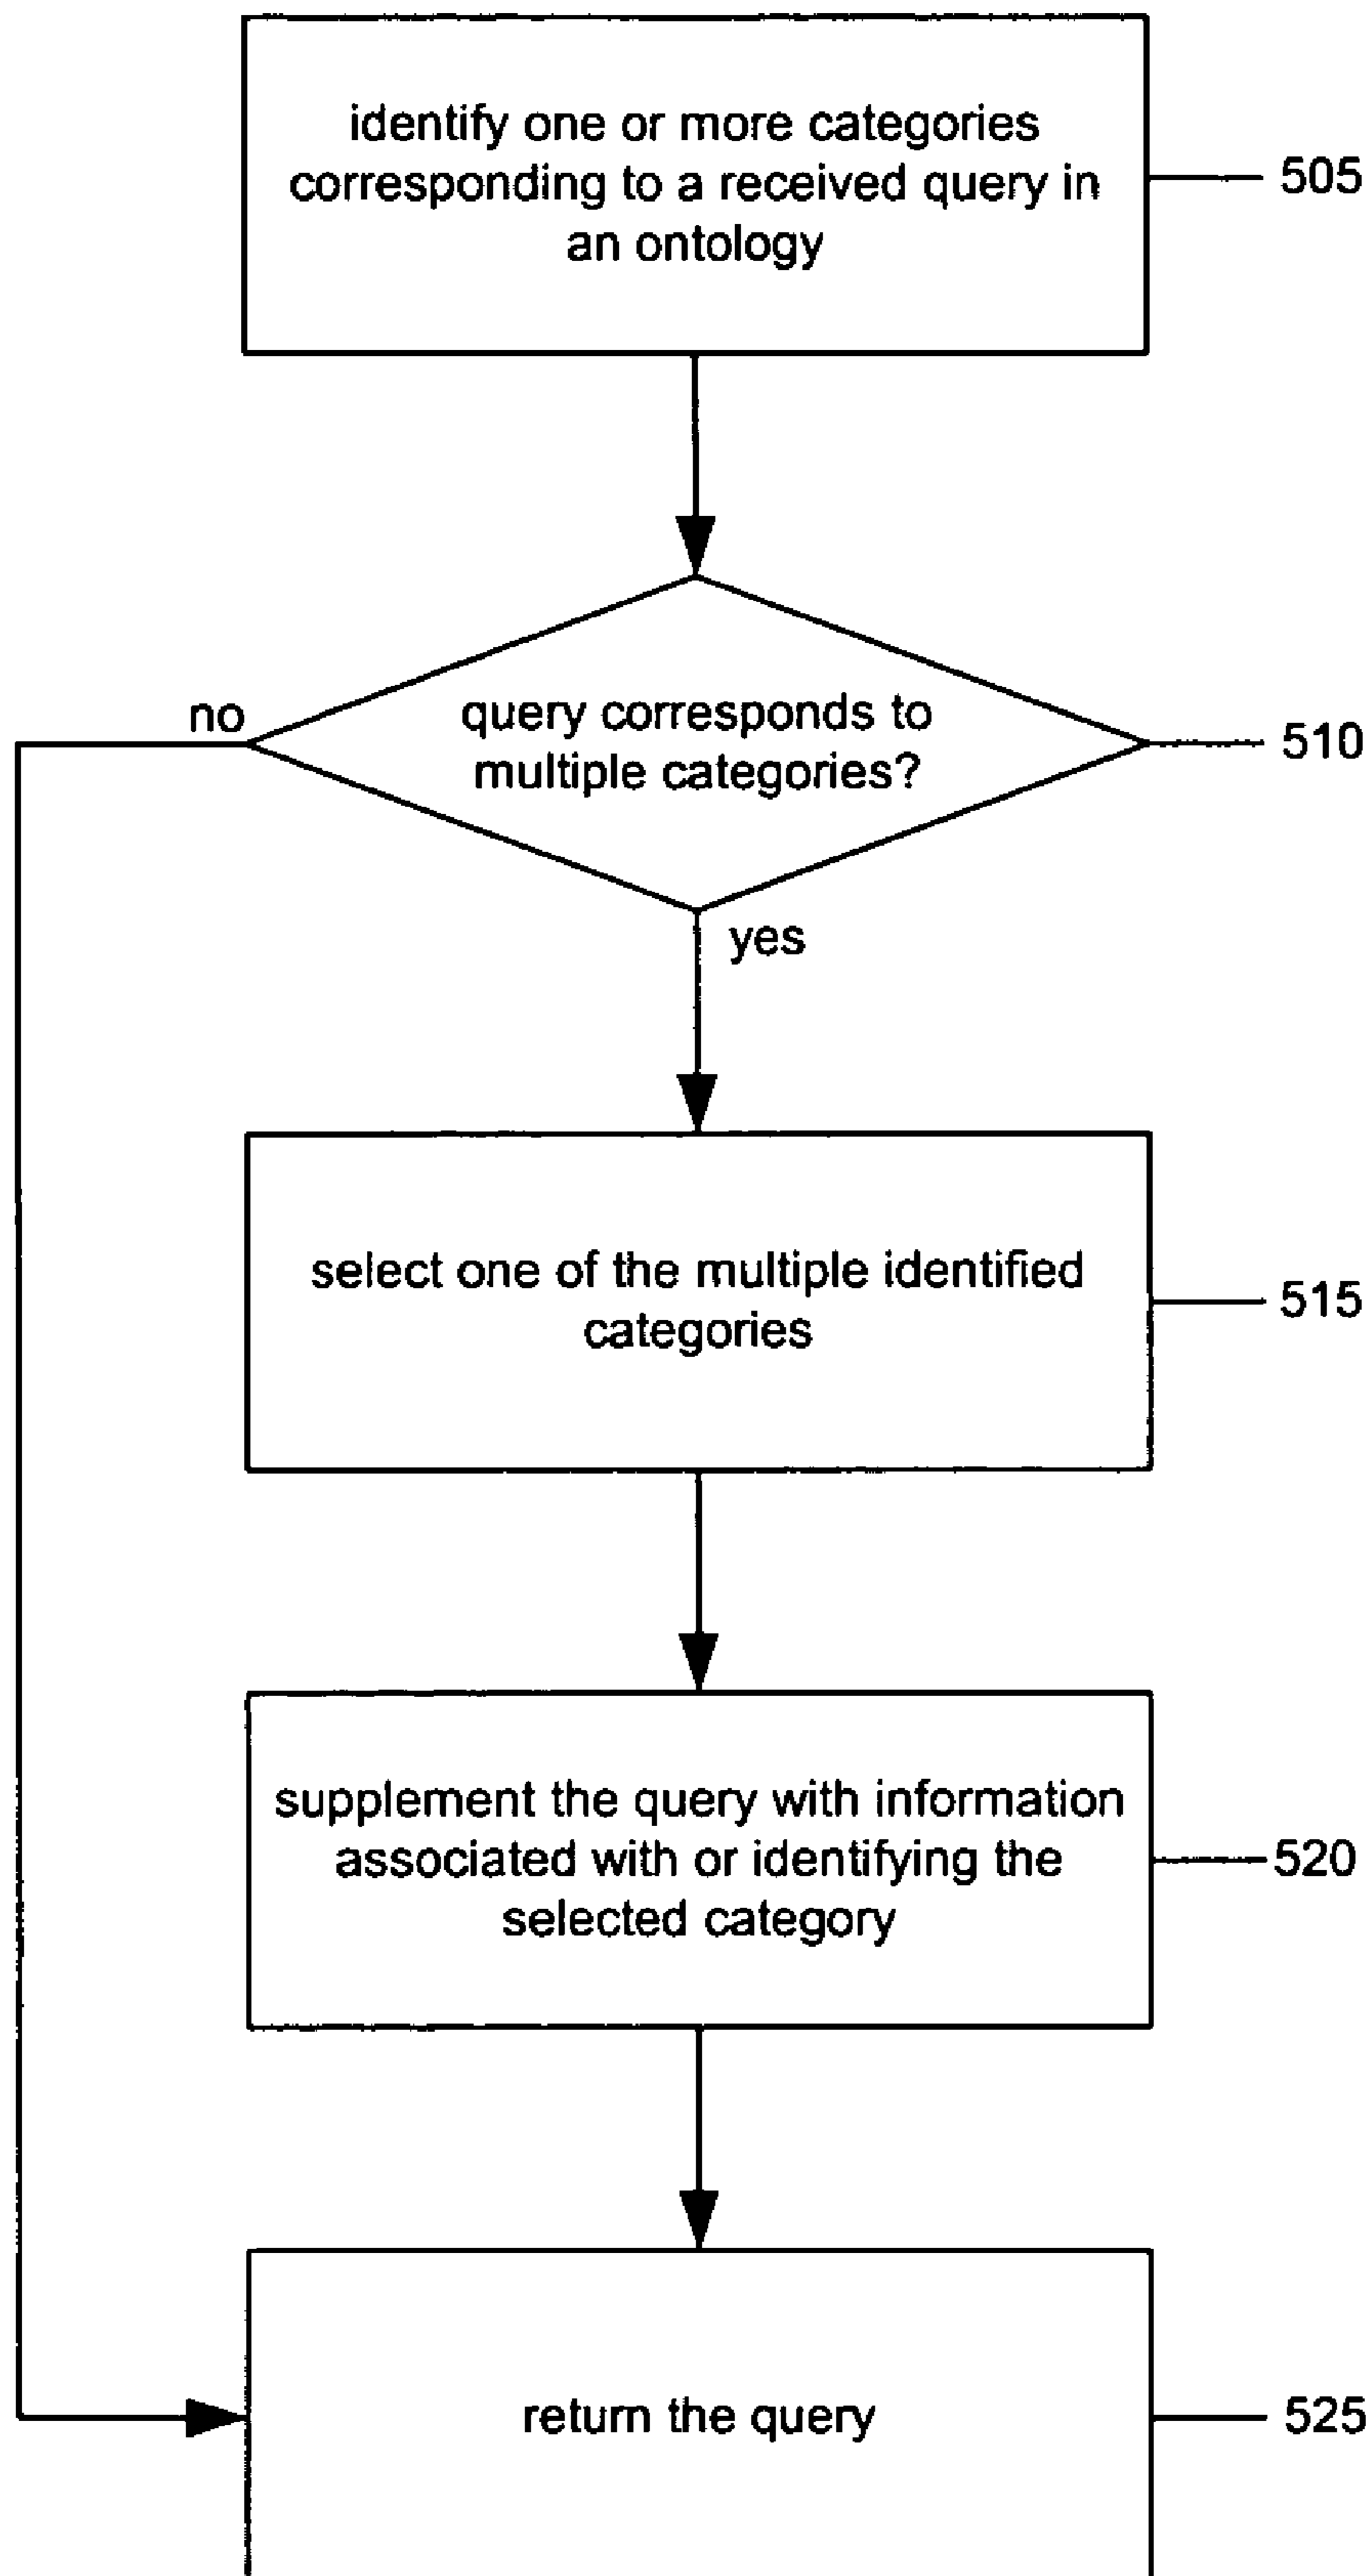 identify one or more categories
corresponding to a received query in
an ontology
505
no
query corresponds to
multiple categories?
510
yes
select one of the multiple identified
categories
515
supplement the query with information
associated with or identifying the
selected category
520
return the query
525